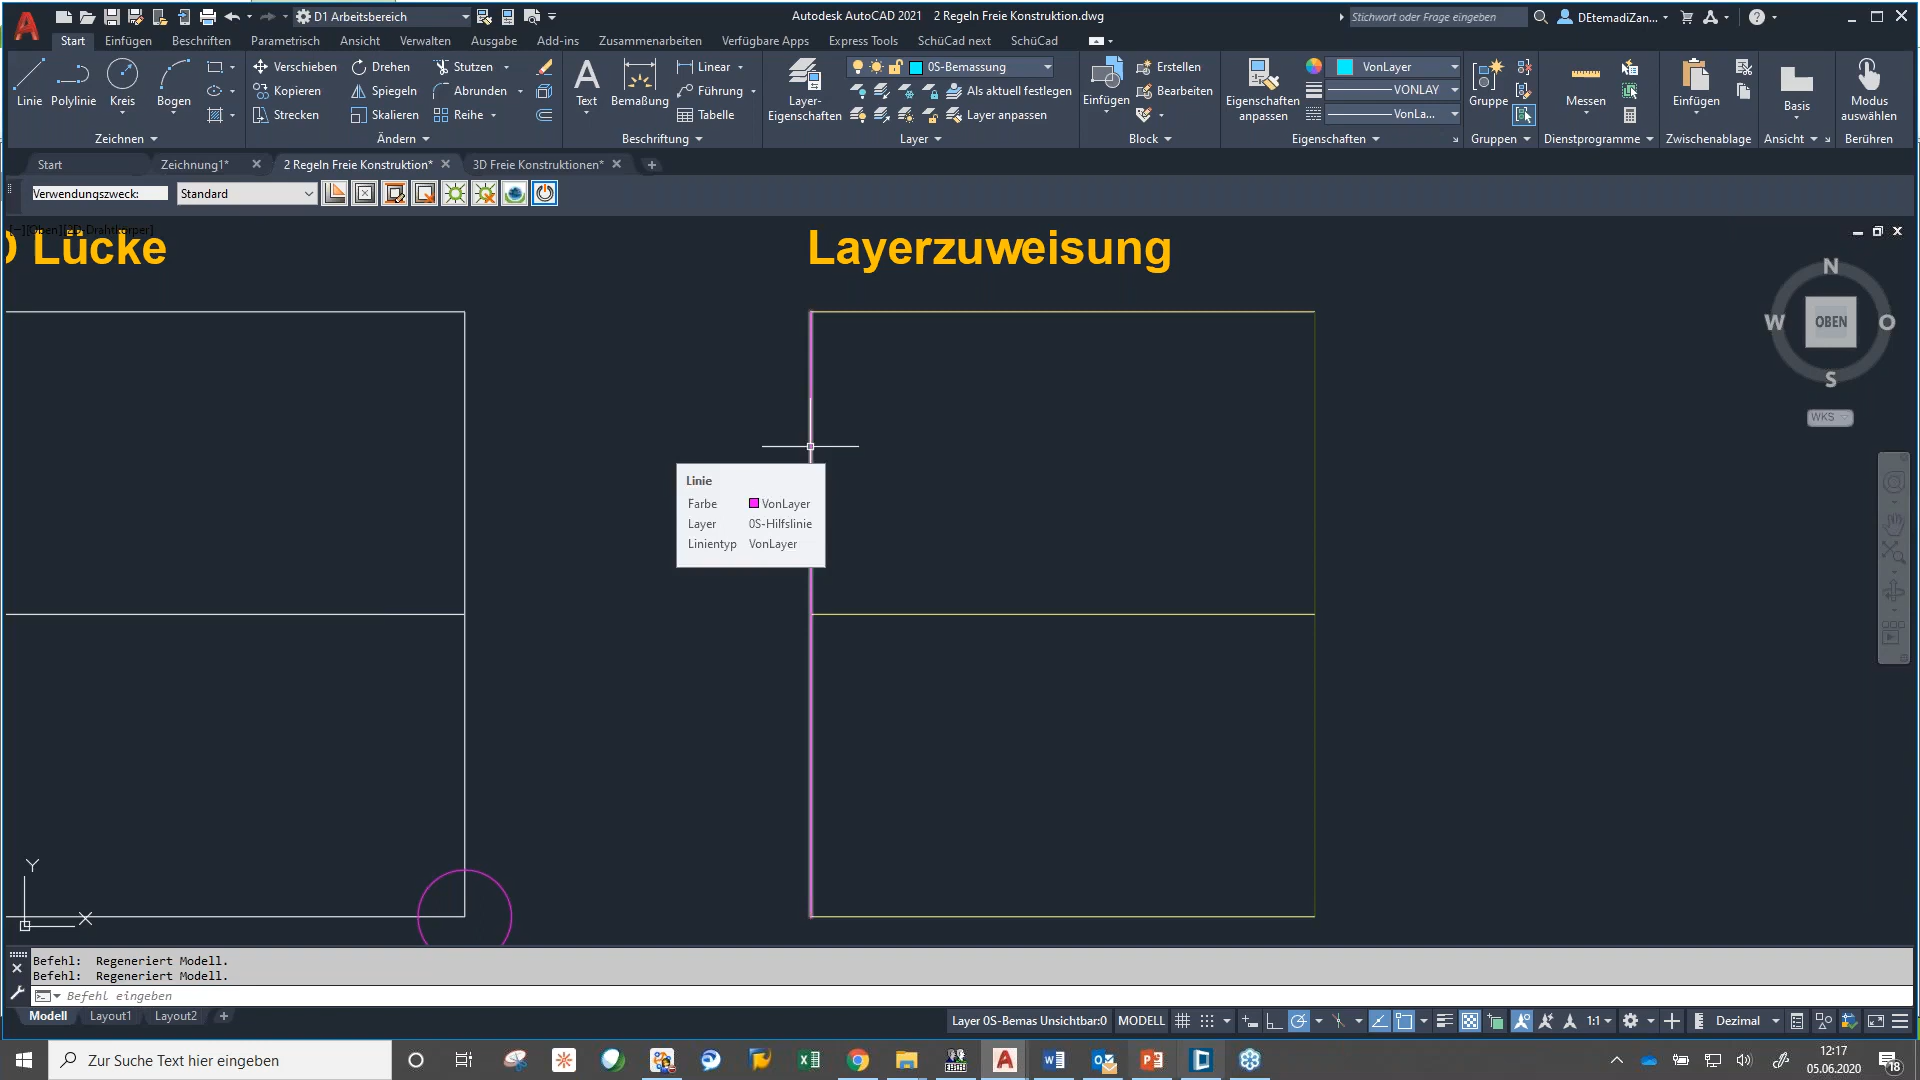 D1 Arbeitsbereich
Autodesk AutoCAD 2021 2 Regeln Freie Konstruktion.dwg
Stichwort oder Frage eingeben
DEtemadiZan...
Start Einfügen Beschriften Parametrisch Ansicht Verwalten Ausgabe Add-ins Zusammenarbeiten Verfügbare Apps Express Tools SchüCad next SchüCad
Linie Polylinie Kreis Bogen
Verschieben Drehen Stutzen
Kopieren Spiegeln Abrunden
Strecken Skalieren Reihe
Text Bemaßung
Linear
Führung
Tabelle
Layer-
Eigenschaften
0S-Bemassung
Als aktuell festlegen
Layer anpassen
Einfügen
Erstellen
Bearbeiten
Eigenschaften
anpassen
VonLayer
VONLAY
VonLa...
Gruppe
Messen
Einfügen
Basis
Modus
auswählen
Zeichnen Ändern Beschriftung Layer Block Eigenschaften Gruppen Dienstprogramme Zwischenablage Ansicht Berühren
Start Zeichnung1* 2 Regeln Freie Konstruktion* 3D Freie Konstruktionen*
Verwendungszweck: Standard
[—][Oben][2D-Drahtkörper]
Lücke
Layerzuweisung
N
W OBEN O
S
WKS
Linie
Farbe VonLayer
Layer 0S-Hilfslinie
Linientyp VonLayer
Y
X
Befehl: Regeneriert Modell.
Befehl: Regeneriert Modell.
Befehl eingeben
Modell Layout1 Layout2
Layer 0S-Bemas Unsichtbar:0 MODELL 1:1 Dezimal
Zur Suche Text hier eingeben
12:17
05.06.2020
18